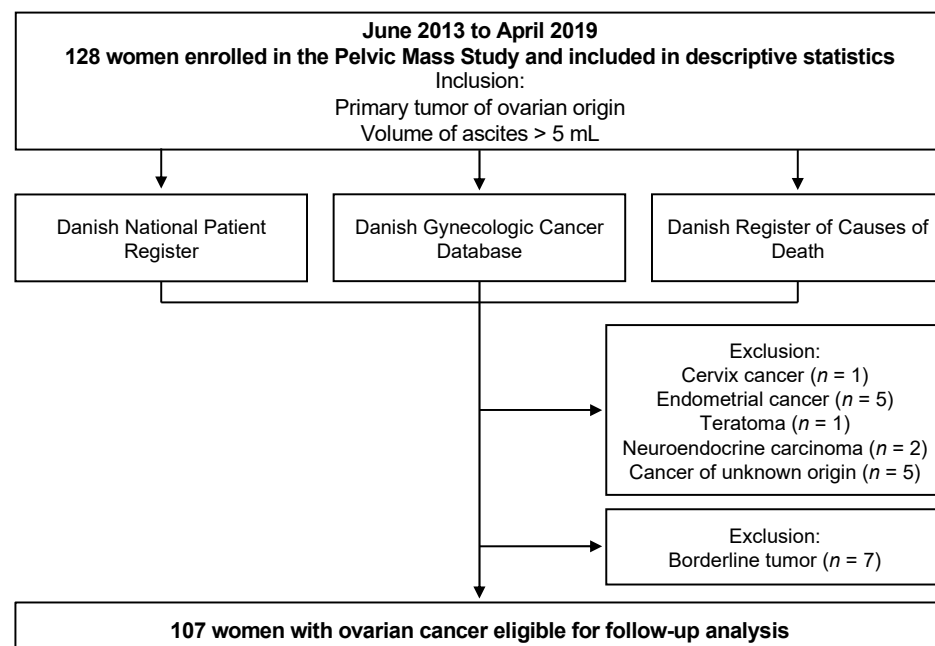 June 2013 to April 2019
128 women enrolled in the Pelvic Mass Study and included in descriptive statistics
Inclusion:
Primary tumor of ovarian origin
Volume of ascites > 5 mL
Danish National Patient
Register
Danish Gynecologic Cancer
Database
Danish Register of Causes of
Death
Exclusion:
Cervix cancer (n = 1)
Endometrial cancer (n = 5)
Teratoma (n = 1)
Neuroendocrine carcinoma (n = 2)
Cancer of unknown origin (n = 5)
Exclusion:
Borderline tumor (n = 7)
107 women with ovarian cancer eligible for follow-up analysis